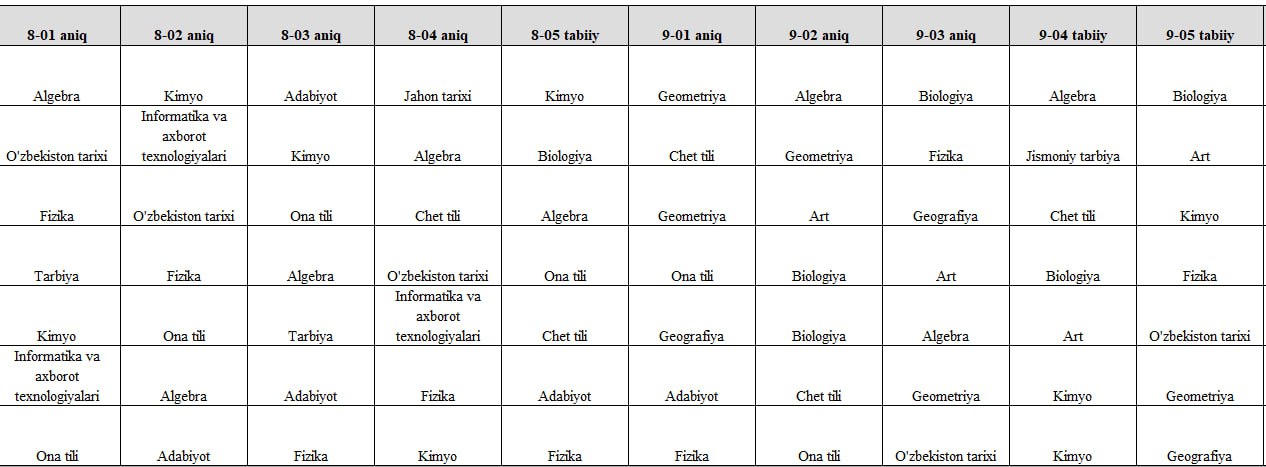 8-01 aniq 8-02 aniq 8-03 aniq 8-04 aniq 8-05 tabiiy 9-01 aniq 9-02 aniq 9-03 aniq 9-04 tabiiy 9-05 tabiiy
Algebra Kimyo Adabiyot Jahon tarixi Kimyo Geometriya Algebra Biologiya Algebra Biologiya
Informatika va
axborot
O'zbekiston tarixi texnologiyalari Kimyo Algebra Biologiya Chet tili Geometriya Fizika Jismoniy tarbiya Art
Fizika O'zbekiston tarixi Ona tili Chet tili Algebra Geometriya Art Geografiya Chet tili Kimyo
Tarbiya Fizika Algebra O'zbekiston tarixi Ona tili Ona tili Biologiya Art Biologiya Fizika
Informatika va
axborot
Kimyo Ona tili Tarbiya texnologiyalari Chet tili Geografiya Biologiya Algebra Art O'zbekiston tarixi
Informatika va
axborot
texnologiyalari Algebra Adabiyot Fizika Adabiyot Adabiyot Chet tili Geometriya Kimyo Geometriya
Ona tili Adabiyot Fizika Kimyo Fizika Fizika Ona tili O'zbekiston tarixi Kimyo Geografiya